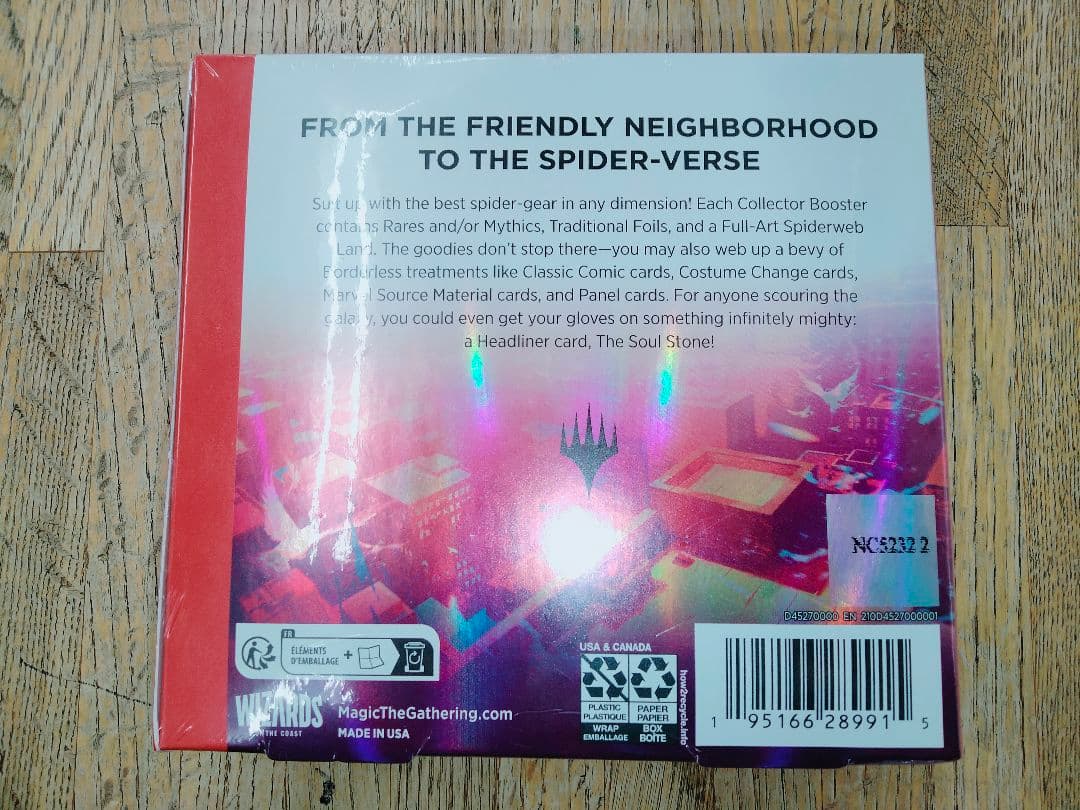 FROM THE FRIENDLY NEIGHBORHOOD
TO THE SPIDER-VERSE
Suit up with the best spider-gear in any dimension! Each Collector Booster
contains Rares and/or Mythics, Traditional Foils, and a Full-Art Spiderweb
Land. The goodies don't stop there—you may also web up a bevy of
Borderless treatments like Classic Comic cards, Costume Change cards,
Marvel Source Material cards, and Panel cards. For anyone scouring the
galaxy, you could even get your gloves on something infinitely mighty:
a Headliner card, The Soul Stone!
NC5232 2
D45270000 EN 210D4527000001
FR
ÉLÉMENTS
D'EMBALLAGE
+
WIZARDS
OF THE COAST
MagicTheGathering.com
MADE IN USA
USA & CANADA
PLASTIC
PLASTIQUE
WRAP
EMBALLAGE
PAPER
PAPIER
BOX
BOÎTE
how2recycle.info
1 95166 28991 5